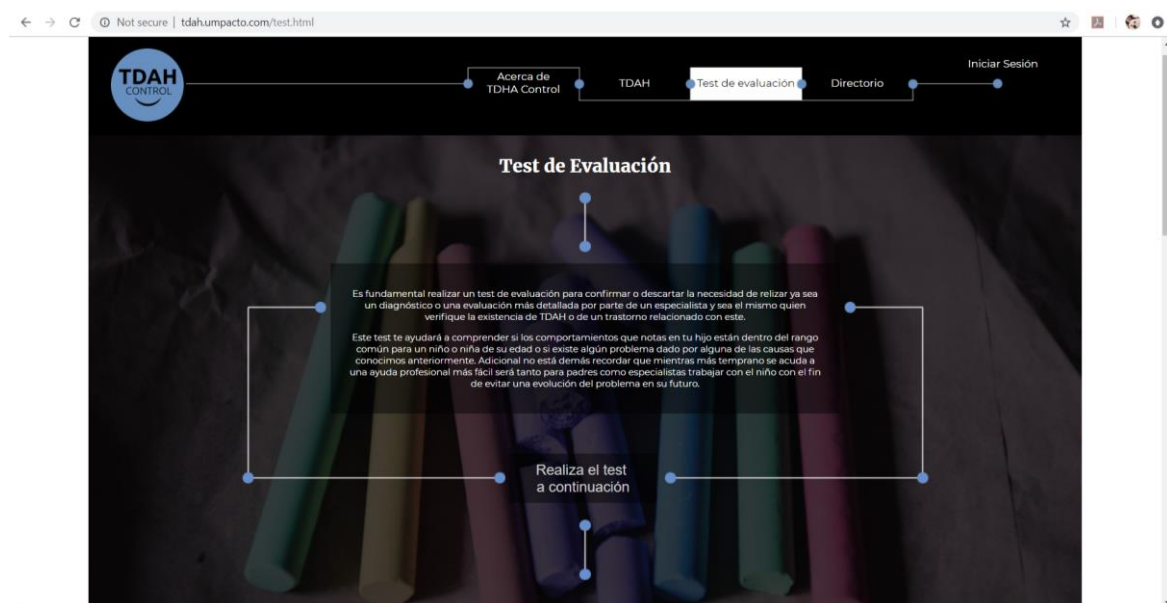 Not secure | tdah.umpacto.com/test.html
TDAH
CONTROL
Acerca de
TDHA Control
TDAH
Test de evaluación
Directorio
Iniciar Sesión
Test de Evaluación
Es fundamental realizar un test de evaluación para confirmar o descartar la necesidad de relizar ya sea
un diagnóstico o una evaluación más detallada por parte de un especialista y sea el mismo quien
verifique la existencia de TDAH o de un trastorno relacionado con este.
Este test te ayudará a comprender si los comportamientos que notas en tu hijo están dentro del rango
común para un niño o niña de su edad o si existe algún problema dado por alguna de las causas que
conocimos anteriormente. Adicional no está demás recordar que mientras más temprano se acuda a
una ayuda profesional más fácil será tanto para padres como especialistas trabajar con el niño con el fin
de evitar una evolución del problema en su futuro.
Realiza el test
a continuación